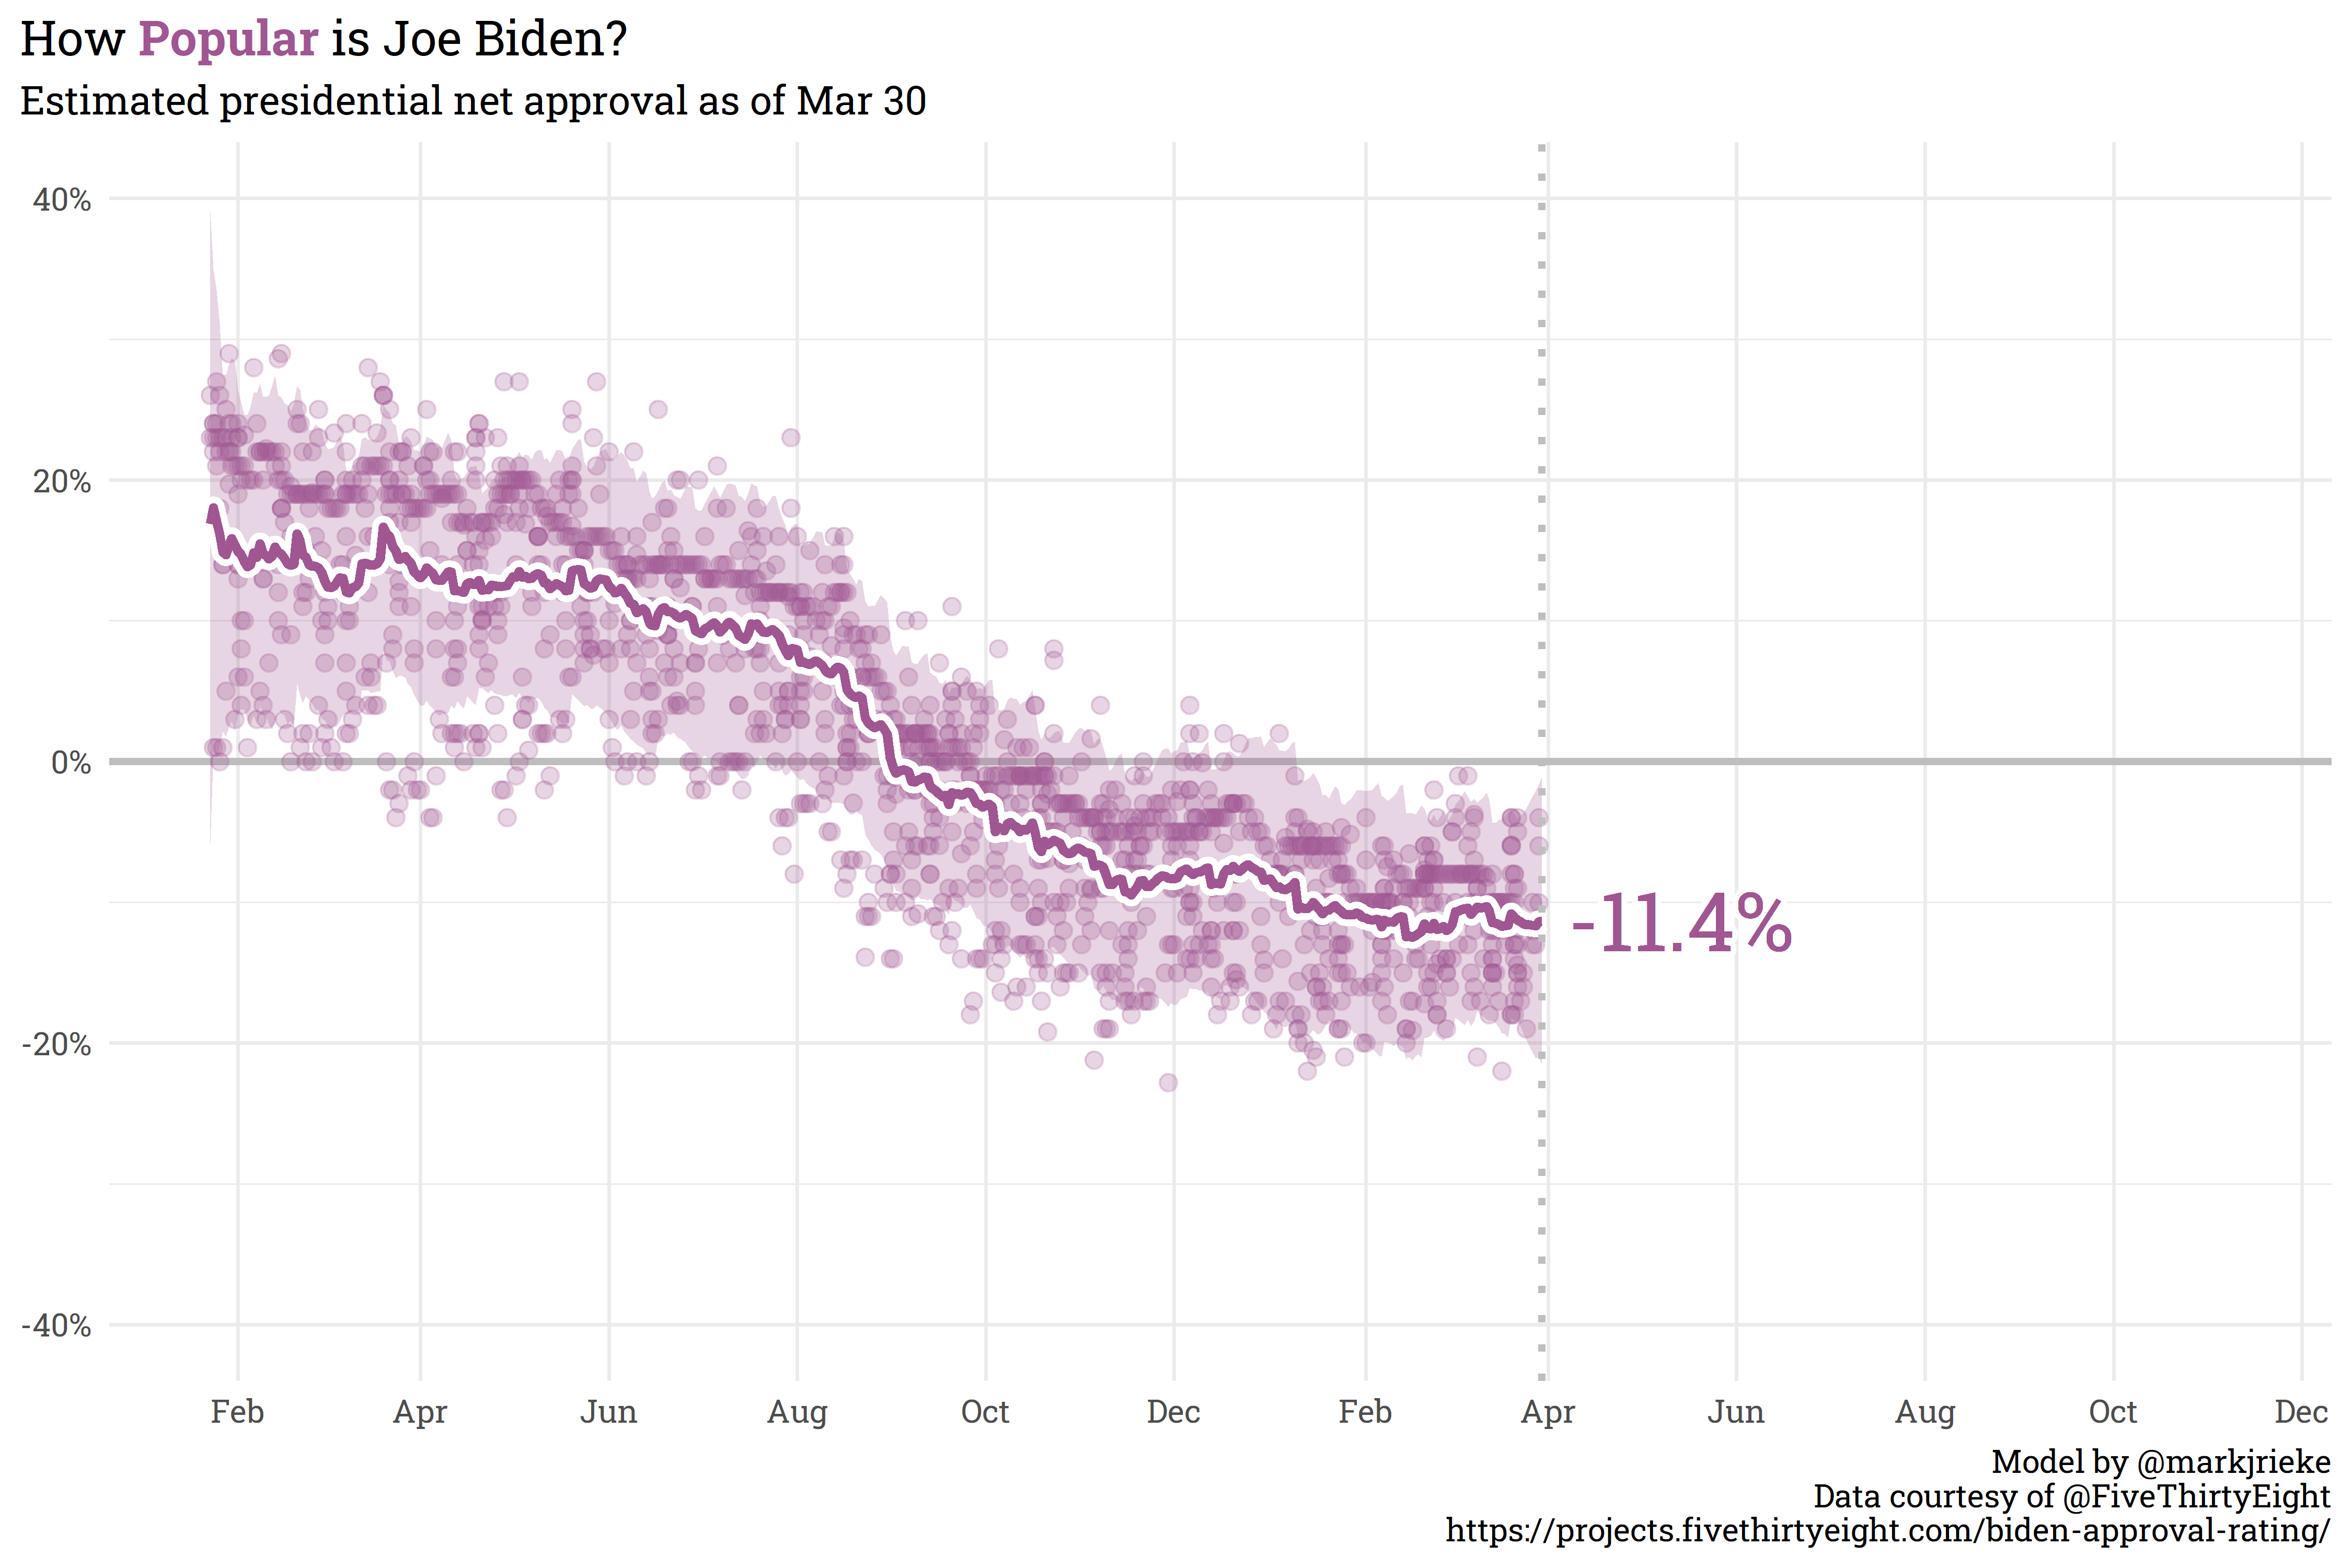 How Popular is Joe Biden?
Estimated presidential net approval as of Mar 30
40%
20%
0%
-11.4%
-20%
-40%
Feb Apr Jun Aug Oct Dec Feb Apr Jun Aug Oct Dec
Model by @markjrieke
Data courtesy of @FiveThirtyEight
https://projects.fivethirtyeight.com/biden-approval-rating/